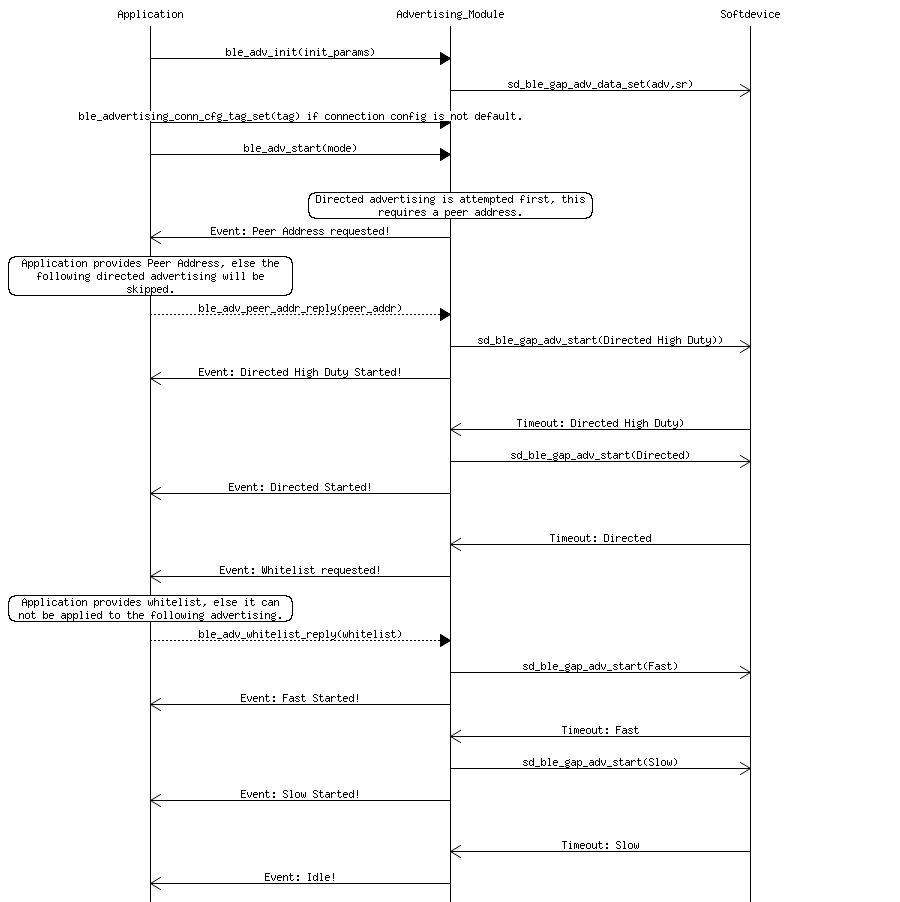 Application
Advertising_Module
Softdevice
ble_adv_init(init_params)
sd_ble_gap_adv_data_set(adv,sr)
ble_advertising_conn_cfg_tag_set(tag) if connection config is not default.
ble_adv_start(mode)
Directed advertising is attempted first, this
requires a peer address.
Event: Peer Address requested!
Application provides Peer Address, else the
following directed advertising will be
skipped.
ble_adv_peer_addr_reply(peer_addr)
sd_ble_gap_adv_start(Directed High Duty))
Event: Directed High Duty Started!
Timeout: Directed High Duty)
sd_ble_gap_adv_start(Directed)
Event: Directed Started!
Timeout: Directed
Event: Whitelist requested!
Application provides whitelist, else it can
not be applied to the following advertising.
ble_adv_whitelist_reply(whitelist)
sd_ble_gap_adv_start(Fast)
Event: Fast Started!
Timeout: Fast
sd_ble_gap_adv_start(Slow)
Event: Slow Started!
Timeout: Slow
Event: Idle!